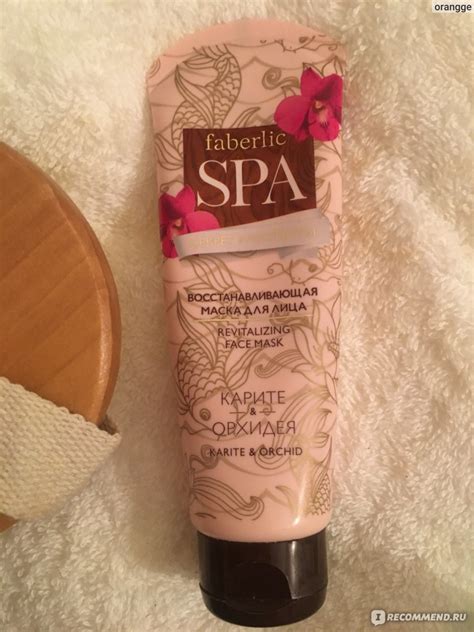 orangge
faberlic
SPA
ВОССТАНАВЛИВАЮЩАЯ
МАСКА ДЛЯ ЛИЦА
REVITALIZING
FACE MASK
КАРИТЕ
&
ОРХИДЕЯ
KARITE & ORCHID
I RECOMMEND.RU